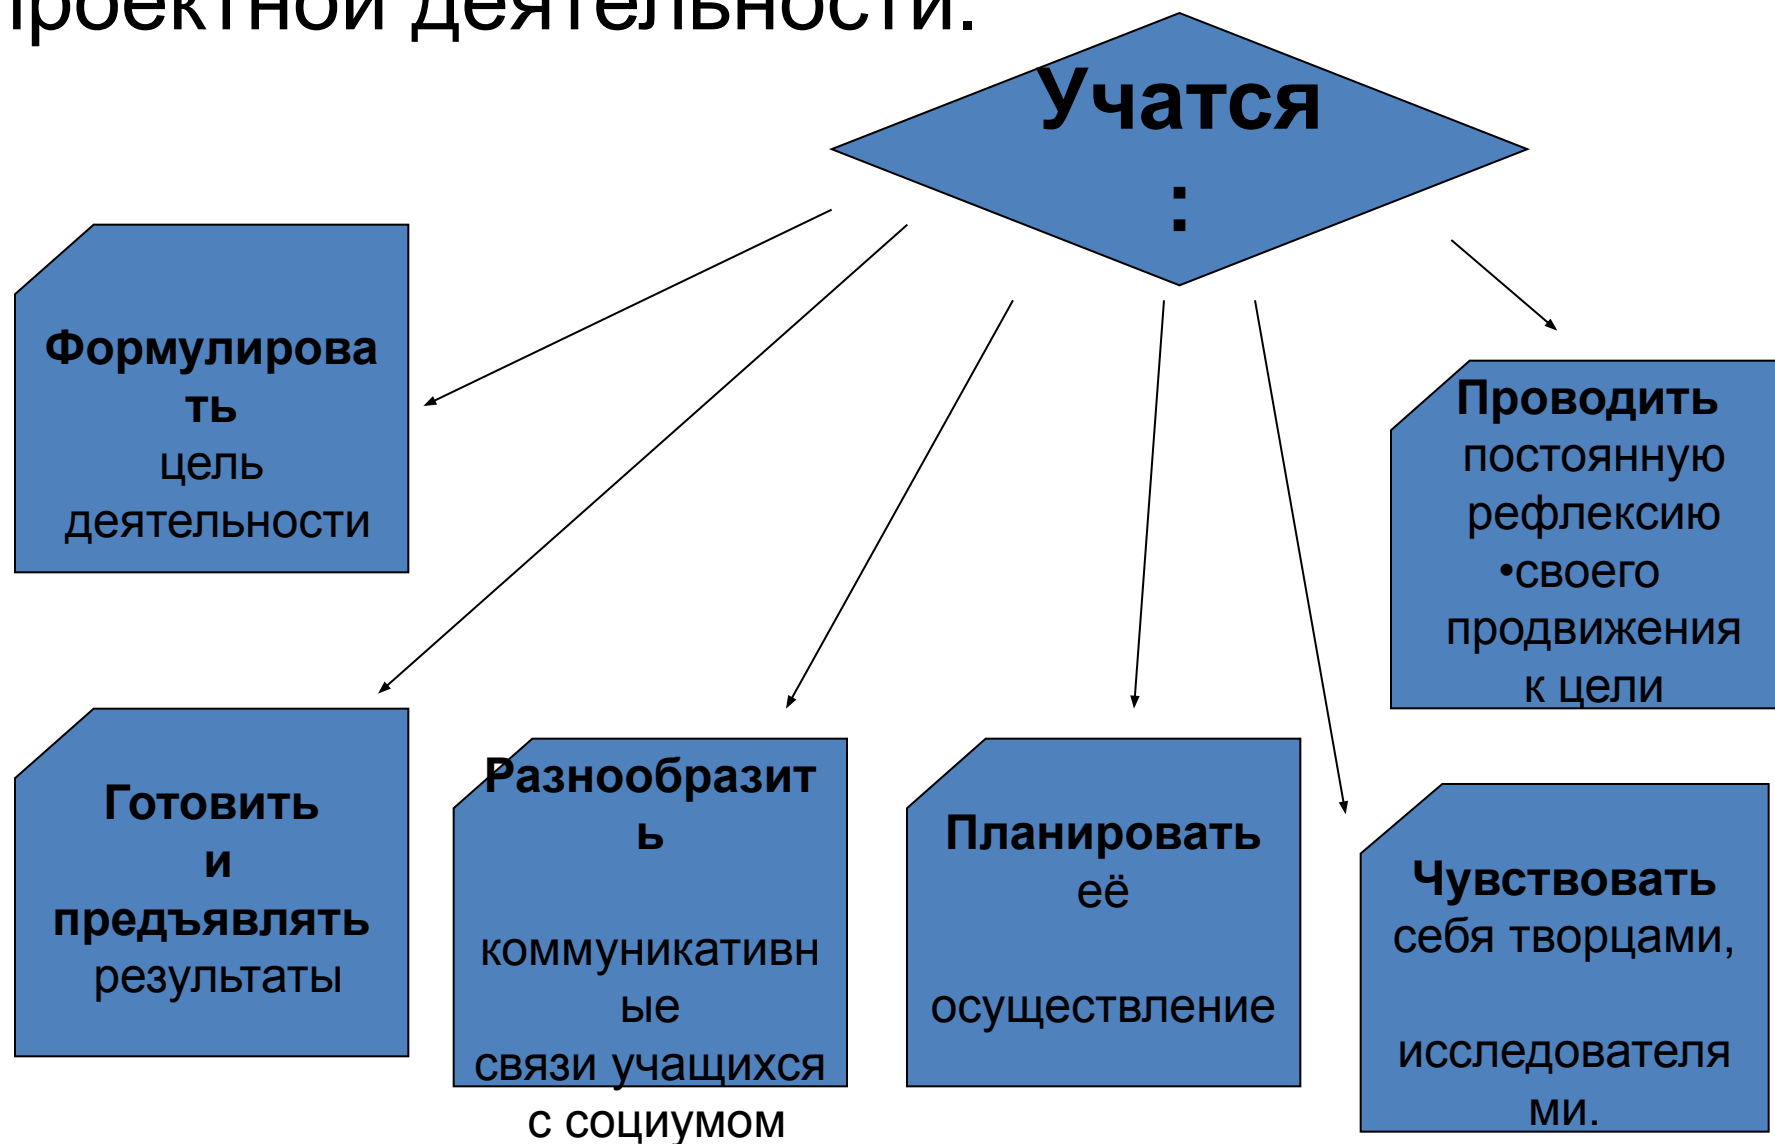 проектной деятельности.
Учатся
:
Формулирова
ть
цель
деятельности
Проводить
постоянную
рефлексию
•своего
продвижения
к цели
Готовить
и
предъявлять
результаты
Разнообразит
ь
коммуникативн
ые
связи учащихся
с социумом
Планировать
её
осуществление
Чувствовать
себя творцами,
исследователя
ми.